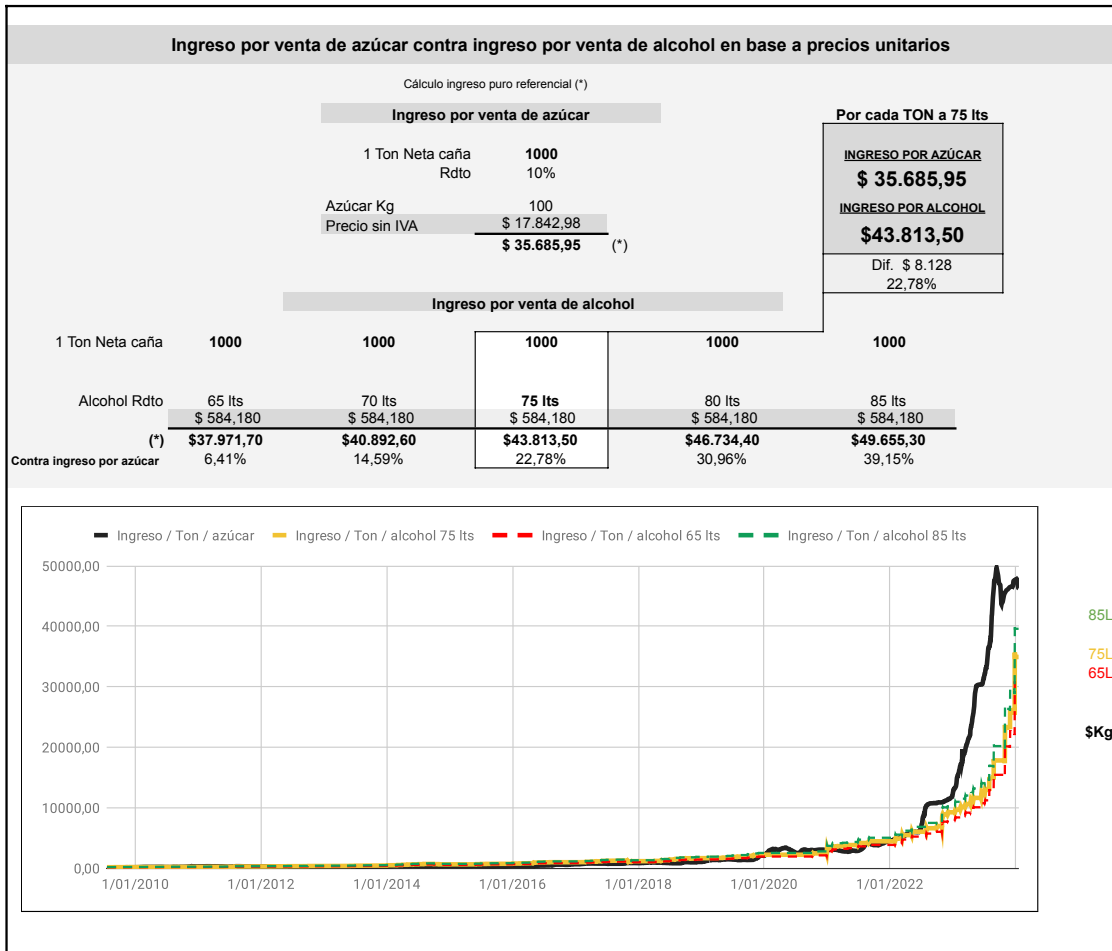 Ingreso por venta de azúcar contra ingreso por venta de alcohol en base a precios unitarios
Cálculo ingreso puro referencial (*)
Ingreso por venta de azúcar
1 Ton Neta caña 1000
Rdto 10%
Azúcar Kg 100
Precio sin IVA $ 17.842,98
$ 35.685,95 (*)
Por cada TON a 75 lts
INGRESO POR AZÚCAR
$ 35.685,95
INGRESO POR ALCOHOL
$43.813,50
Dif. $ 8.128
22,78%
Ingreso por venta de alcohol
1 Ton Neta caña 1000 1000 1000 1000 1000
Alcohol Rdto 65 lts 70 lts 75 lts 80 lts 85 lts
$ 584,180 $ 584,180 $ 584,180 $ 584,180 $ 584,180
(*) $37.971,70 $40.892,60 $43.813,50 $46.734,40 $49.655,30
Contra ingreso por azúcar 6,41% 14,59% 22,78% 30,96% 39,15%
Ingreso / Ton / azúcar Ingreso / Ton / alcohol 75 lts Ingreso / Ton / alcohol 65 lts Ingreso / Ton / alcohol 85 lts
50000,00
40000,00
30000,00
20000,00
10000,00
0,00
1/01/2010 1/01/2012 1/01/2014 1/01/2016 1/01/2018 1/01/2020 1/01/2022
85L
75L
65L
$Kg